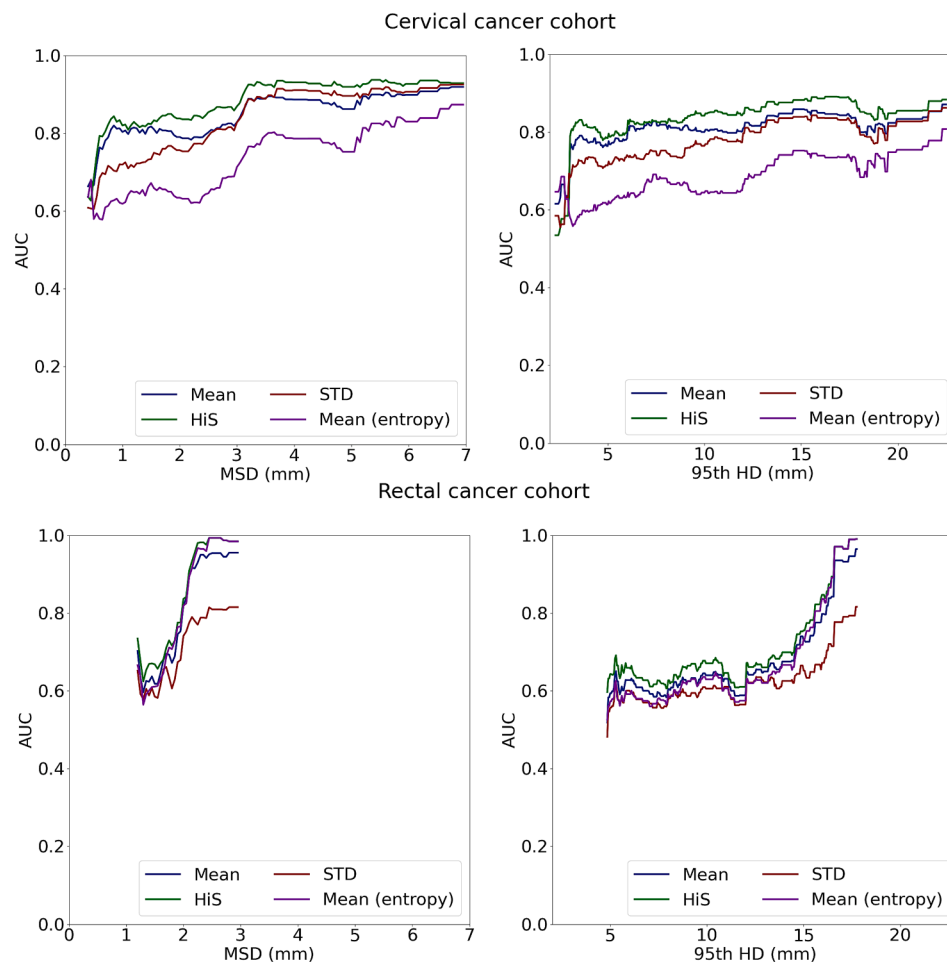 Cervical cancer cohort
1.0
0.8
0.6
0.4
0.2
0.0
AUC
Mean
HiS
STD
Mean (entropy)
0 1 2 3 4 5 6 7
MSD (mm)
1.0
0.8
0.6
0.4
0.2
0.0
AUC
Mean
HiS
STD
Mean (entropy)
5 10 15 20
95th HD (mm)
Rectal cancer cohort
1.0
0.8
0.6
0.4
0.2
0.0
AUC
Mean
HiS
STD
Mean (entropy)
0 1 2 3 4 5 6 7
MSD (mm)
1.0
0.8
0.6
0.4
0.2
0.0
AUC
Mean
HiS
STD
Mean (entropy)
5 10 15 20
95th HD (mm)